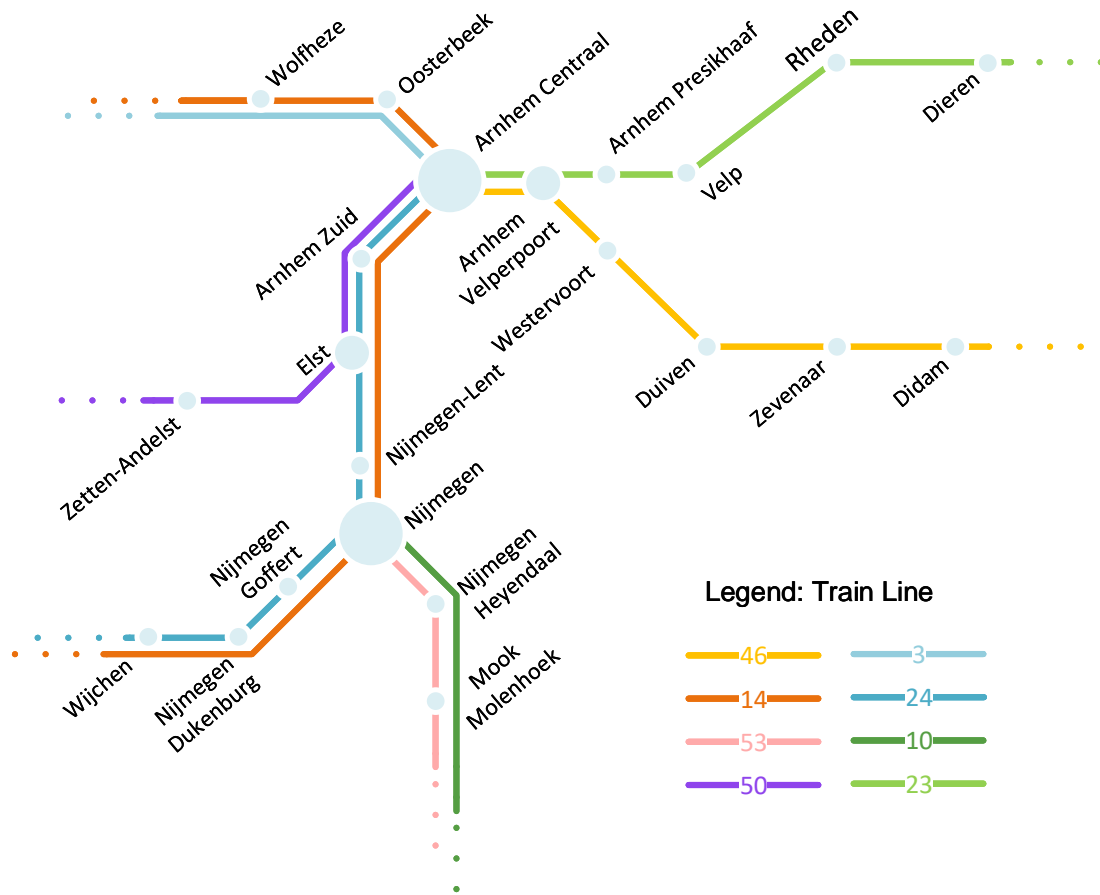 Wolfheze
Oosterbeek
Arnhem Centraal
Arnhem Presikhaaf
Rheden
Dieren
Velp
Arnhem
Velperpoort
Arnhem Zuid
Westervoort
Elst
Duiven
Zevenaar
Didam
Zetten-Andelst
Nijmegen-Lent
Nijmegen
Nijmegen
Goffert
Nijmegen
Heyendaal
Wijchen
Nijmegen
Dukenburg
Mook
Molenhoek
Legend: Train Line
46
3
14
24
53
10
50
23